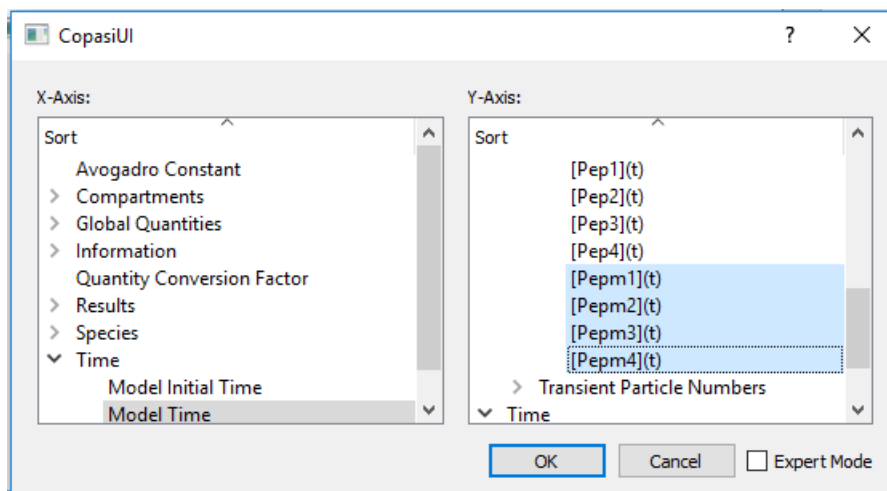 CopasiUI
?
X-Axis:
Sort
Avogadro Constant
Compartments
Global Quantities
Information
Quantity Conversion Factor
Results
Species
Time
Model Initial Time
Model Time
Y-Axis:
Sort
[Pep1](t)
[Pep2](t)
[Pep3](t)
[Pep4](t)
[Pepm1](t)
[Pepm2](t)
[Pepm3](t)
[Pepm4](t)
Transient Particle Numbers
Time
OK
Cancel
Expert Mode